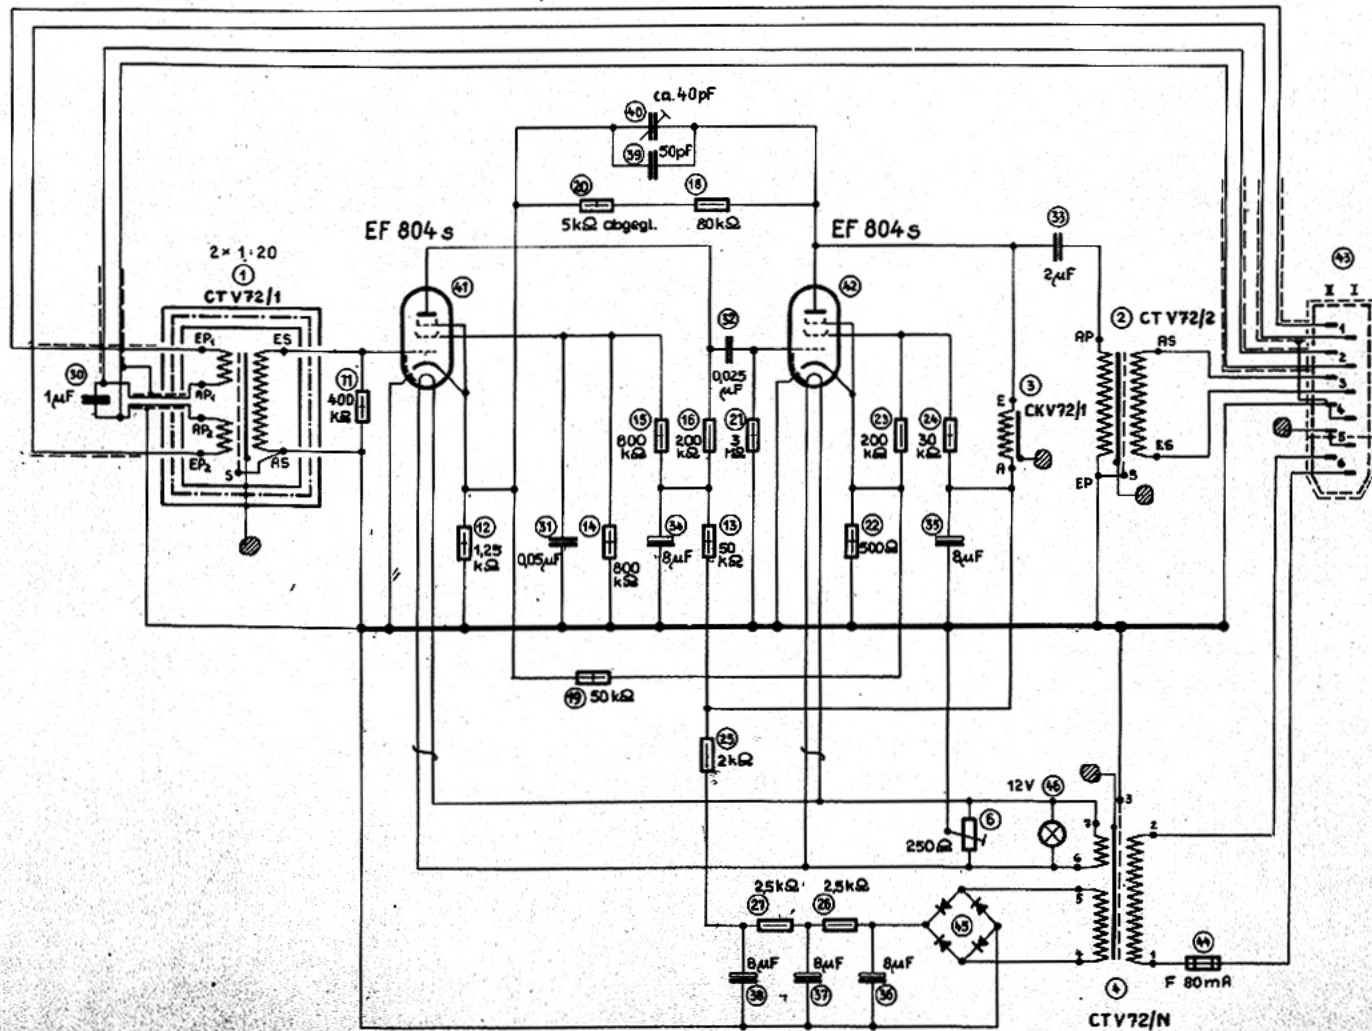 ca. 40pF
40
39
50pF
20
18
5kΩ abgegl.
80kΩ
EF 804s
EF 804s
33
2µF
43
II I
2× 1:20
1
CTV72/1
41
42
32
0,025
µF
2
CTV72/2
EP1
ES
AP1
AP2
EP2
S
AS
30
1µF
11
400
kΩ
15
800
kΩ
16
200
kΩ
21
3
MΩ
23
200
kΩ
24
30
kΩ
3
CKV72/1
E
A
AP
AS
EP
S
ES
1
2
3
4
5
6
12
1,25
kΩ
31
0,05µF
14
800
kΩ
34
8µF
13
50
kΩ
22
500Ω
35
8µF
19
50kΩ
25
2kΩ
12V
46
6
250Ω
7
6
5
4
3
2
1
2,5kΩ
2,5kΩ
27
26
45
44
F 80mA
8µF
8µF
8µF
38
37
36
4
CTV72/N